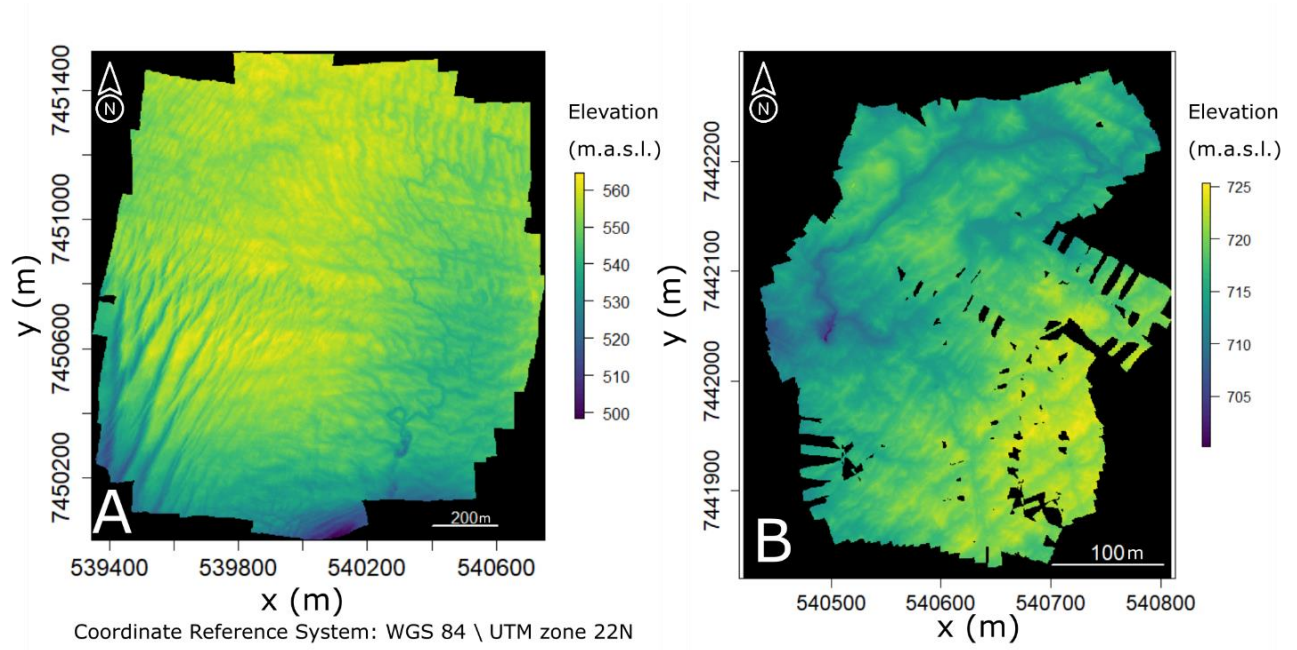 N
Elevation
(m.a.s.l.)
560
550
540
530
520
510
500
7451400
7451000
7450600
7450200
y (m)
A
200m
539400 539800 540200 540600
x (m)
Coordinate Reference System: WGS 84 \ UTM zone 22N
N
Elevation
(m.a.s.l.)
725
720
715
710
705
7442200
7442100
7442000
7441900
y (m)
B
100m
540500 540600 540700 540800
x (m)